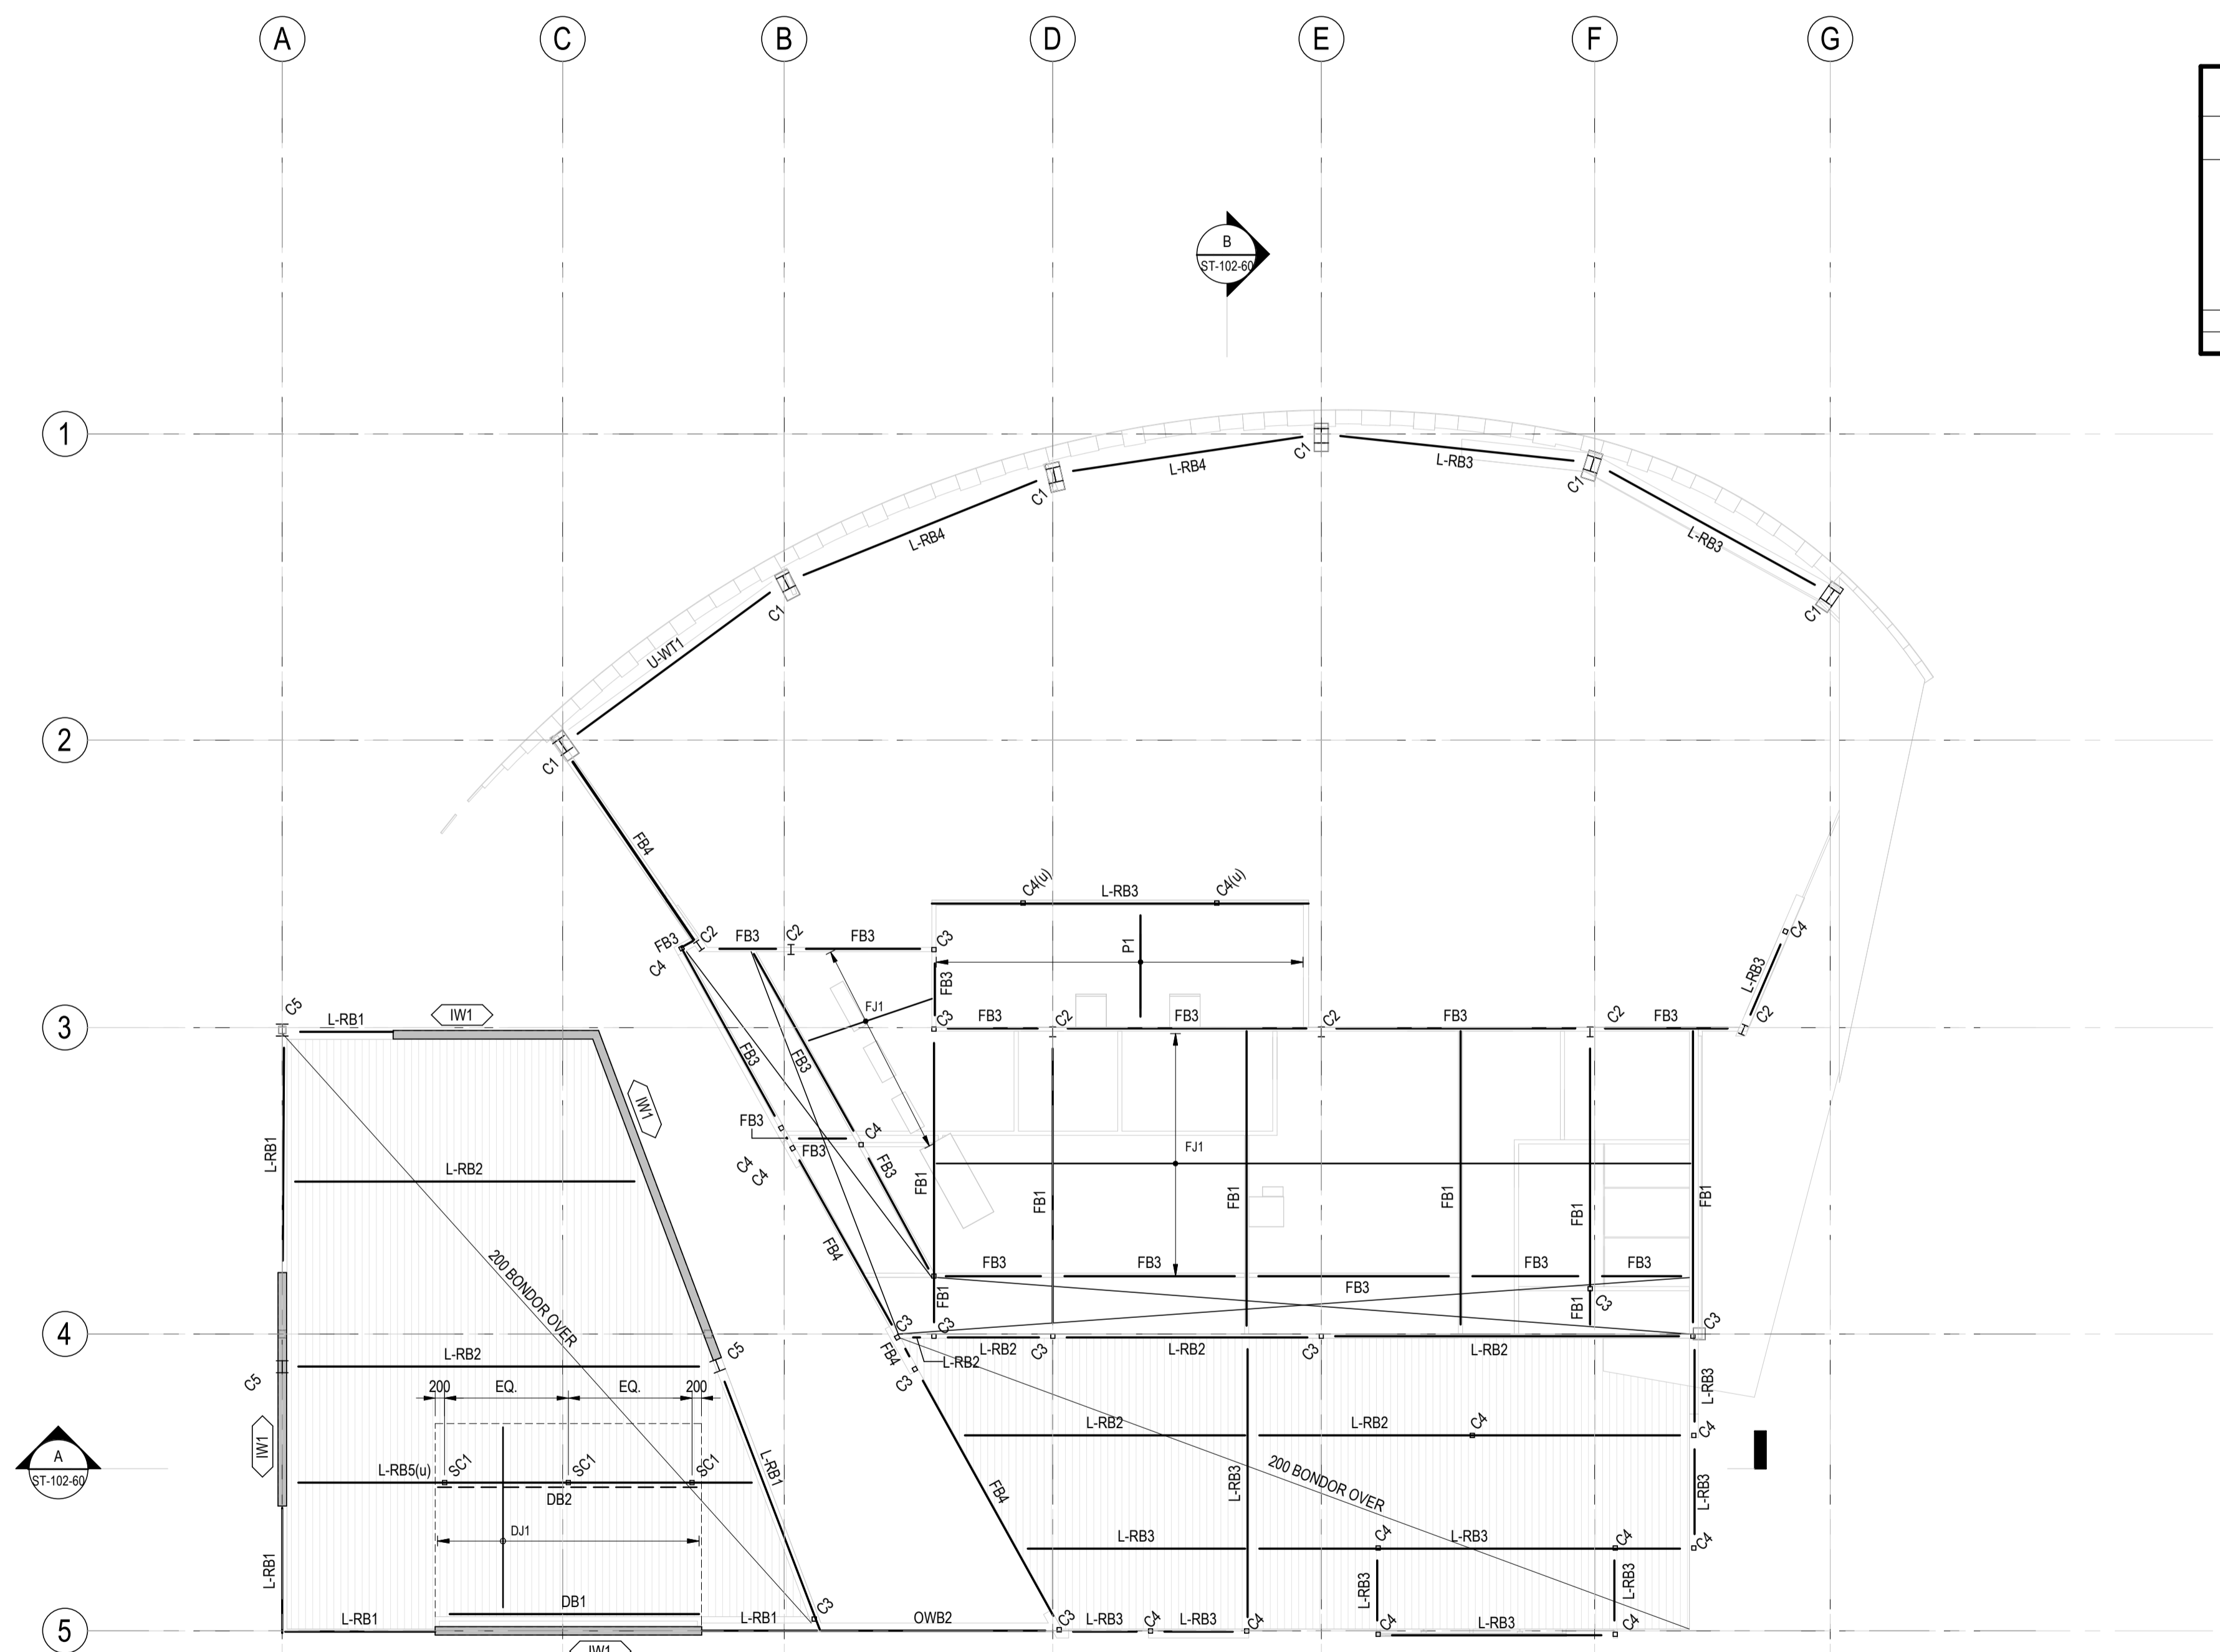 A
C
B
D
E
F
G
B
ST-102-60
1
C1
L-RB4
L-RB3
C1
C1
L-RB4
L-RB3
C1
C1
U-WT1
2
C1
FB4
C4(u)
L-RB3
C4(u)
C4
FB3
C2
FB3
C2
FB3
C3
P1
C4
FB3
L-RB3
C5
FJ1
L-RB1
IW1
3
C3
FB3
FB3
C2
FB3
C2
FB3
C2
FB3
FB3
IW1
FB3
C4
FB3
FJ1
L-RB1
L-RB2
C4
C4
FB3
FB1
FB1
FB1
FB1
FB1
FB1
FB4
200 BONDOR OVER
FB3
FB3
FB3
FB3
FB3
C3
FB1
FB1
4
C3
C3
C3
L-RB2
C3
L-RB2
C3
L-RB2
FB4
L-RB2
L-RB2
C5
C5
C3
200
EQ.
EQ.
200
L-RB3
L-RB2
L-RB2
C4
C4
IW1
A
ST-102-60
L-RB5(u)
SC1
SC1
SC1
L-RB1
DB2
FB4
L-RB3
200 BONDOR OVER
L-RB3
DJ1
L-RB3
C4
L-RB3
C4
C4
L-RB1
L-RB3
L-RB3
DB1
5
L-RB1
L-RB1
C3
OWB2
C3
L-RB3
C4
L-RB3
C4
C4
L-RB3
C4
IW1